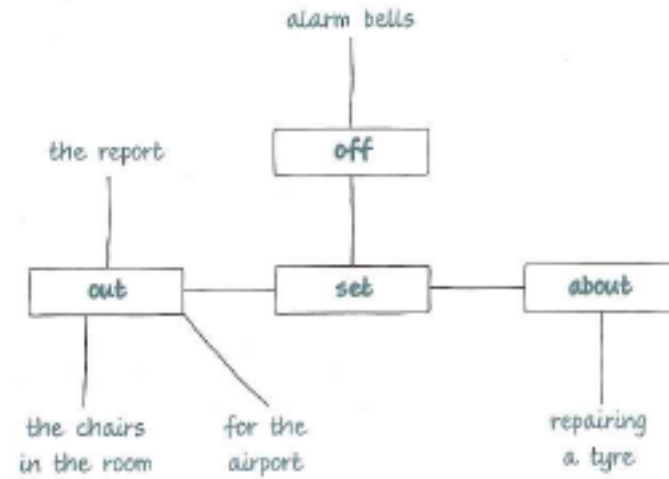 alarm bells
off
the report
out
set
about
the chairs
in the room
for the
airport
repairing
a tyre